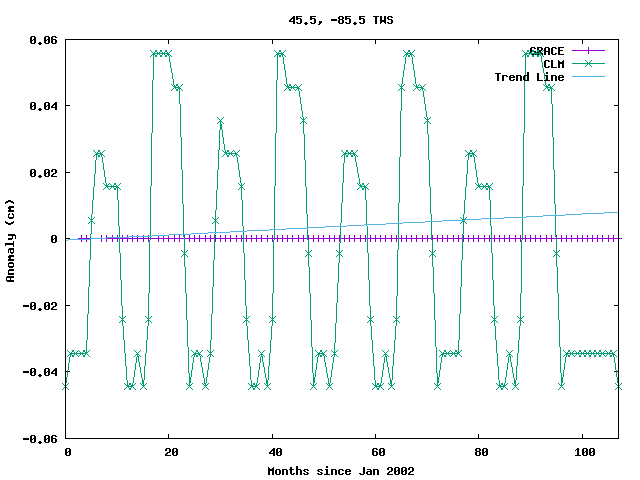 45.5, -85.5 TWS
GRACE
CLM
Trend Line
0.06
0.04
0.02
0
-0.02
-0.04
-0.06
Anomaly (cm)
0 20 40 60 80 100
Months since Jan 2002